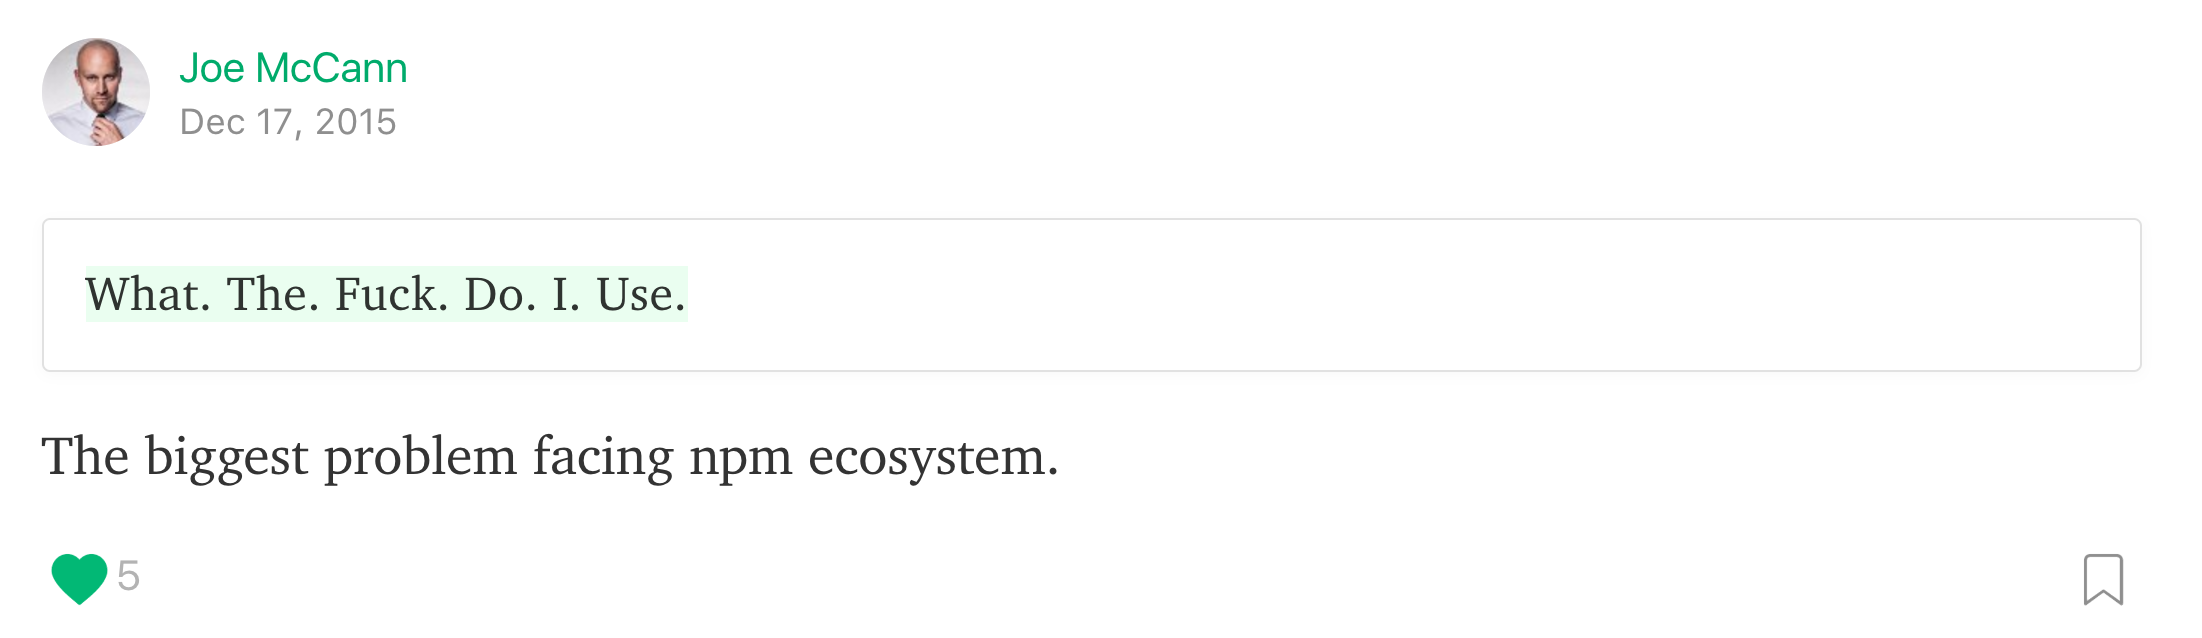 Joe McCann
Dec 17, 2015
What. The. Fuck. Do. I. Use.
The biggest problem facing npm ecosystem.
5